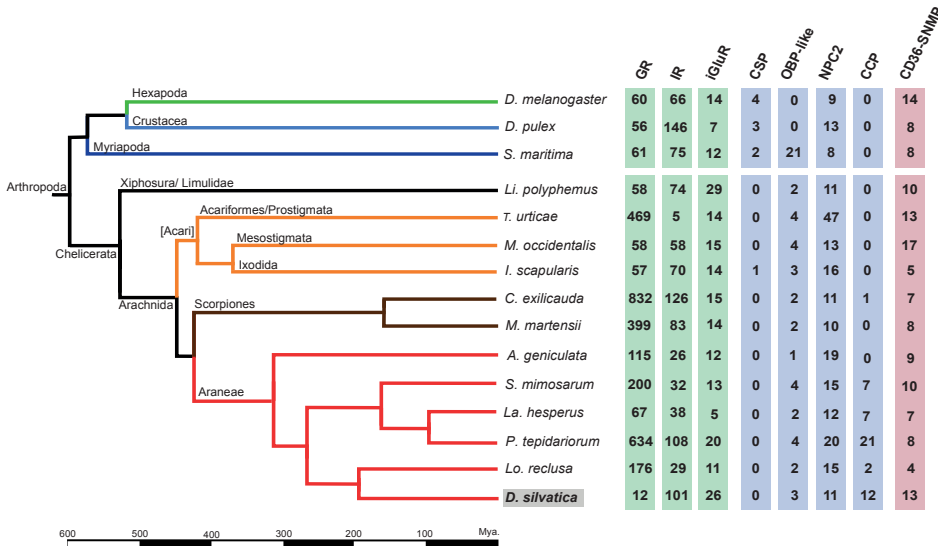 GR IR iGluR CSP OBP-like NPC2 CCP CD36-SNMP
Hexapoda
D. melanogaster 60 66 14 4 0 9 0 14
Crustacea
D. pulex 56 146 7 3 0 13 0 8
Myriapoda
S. maritima 61 75 12 2 21 8 0 8
Arthropoda
Xiphosura/ Limulidae
Li. polyphemus 58 74 29 0 2 11 0 10
Acariformes/Prostigmata
T. urticae 469 5 14 0 4 47 0 13
[Acari]
Mesostigmata
M. occidentalis 58 58 15 0 4 13 0 17
Chelicerata
Ixodida
I. scapularis 57 70 14 1 3 16 0 5
Arachnida
Scorpiones
C. exilicauda 832 126 15 0 2 11 1 7
M. martensii 399 83 14 0 2 10 0 8
A. geniculata 115 26 12 0 1 19 0 9
Araneae
S. mimosarum 200 32 13 0 4 15 7 10
La. hesperus 67 38 5 0 2 12 7 7
P. tepidariorum 634 108 20 0 4 20 21 8
Lo. reclusa 176 29 11 0 2 15 2 4
D. silvatica 12 101 26 0 3 11 12 13
600 500 400 300 200 100 Mya.